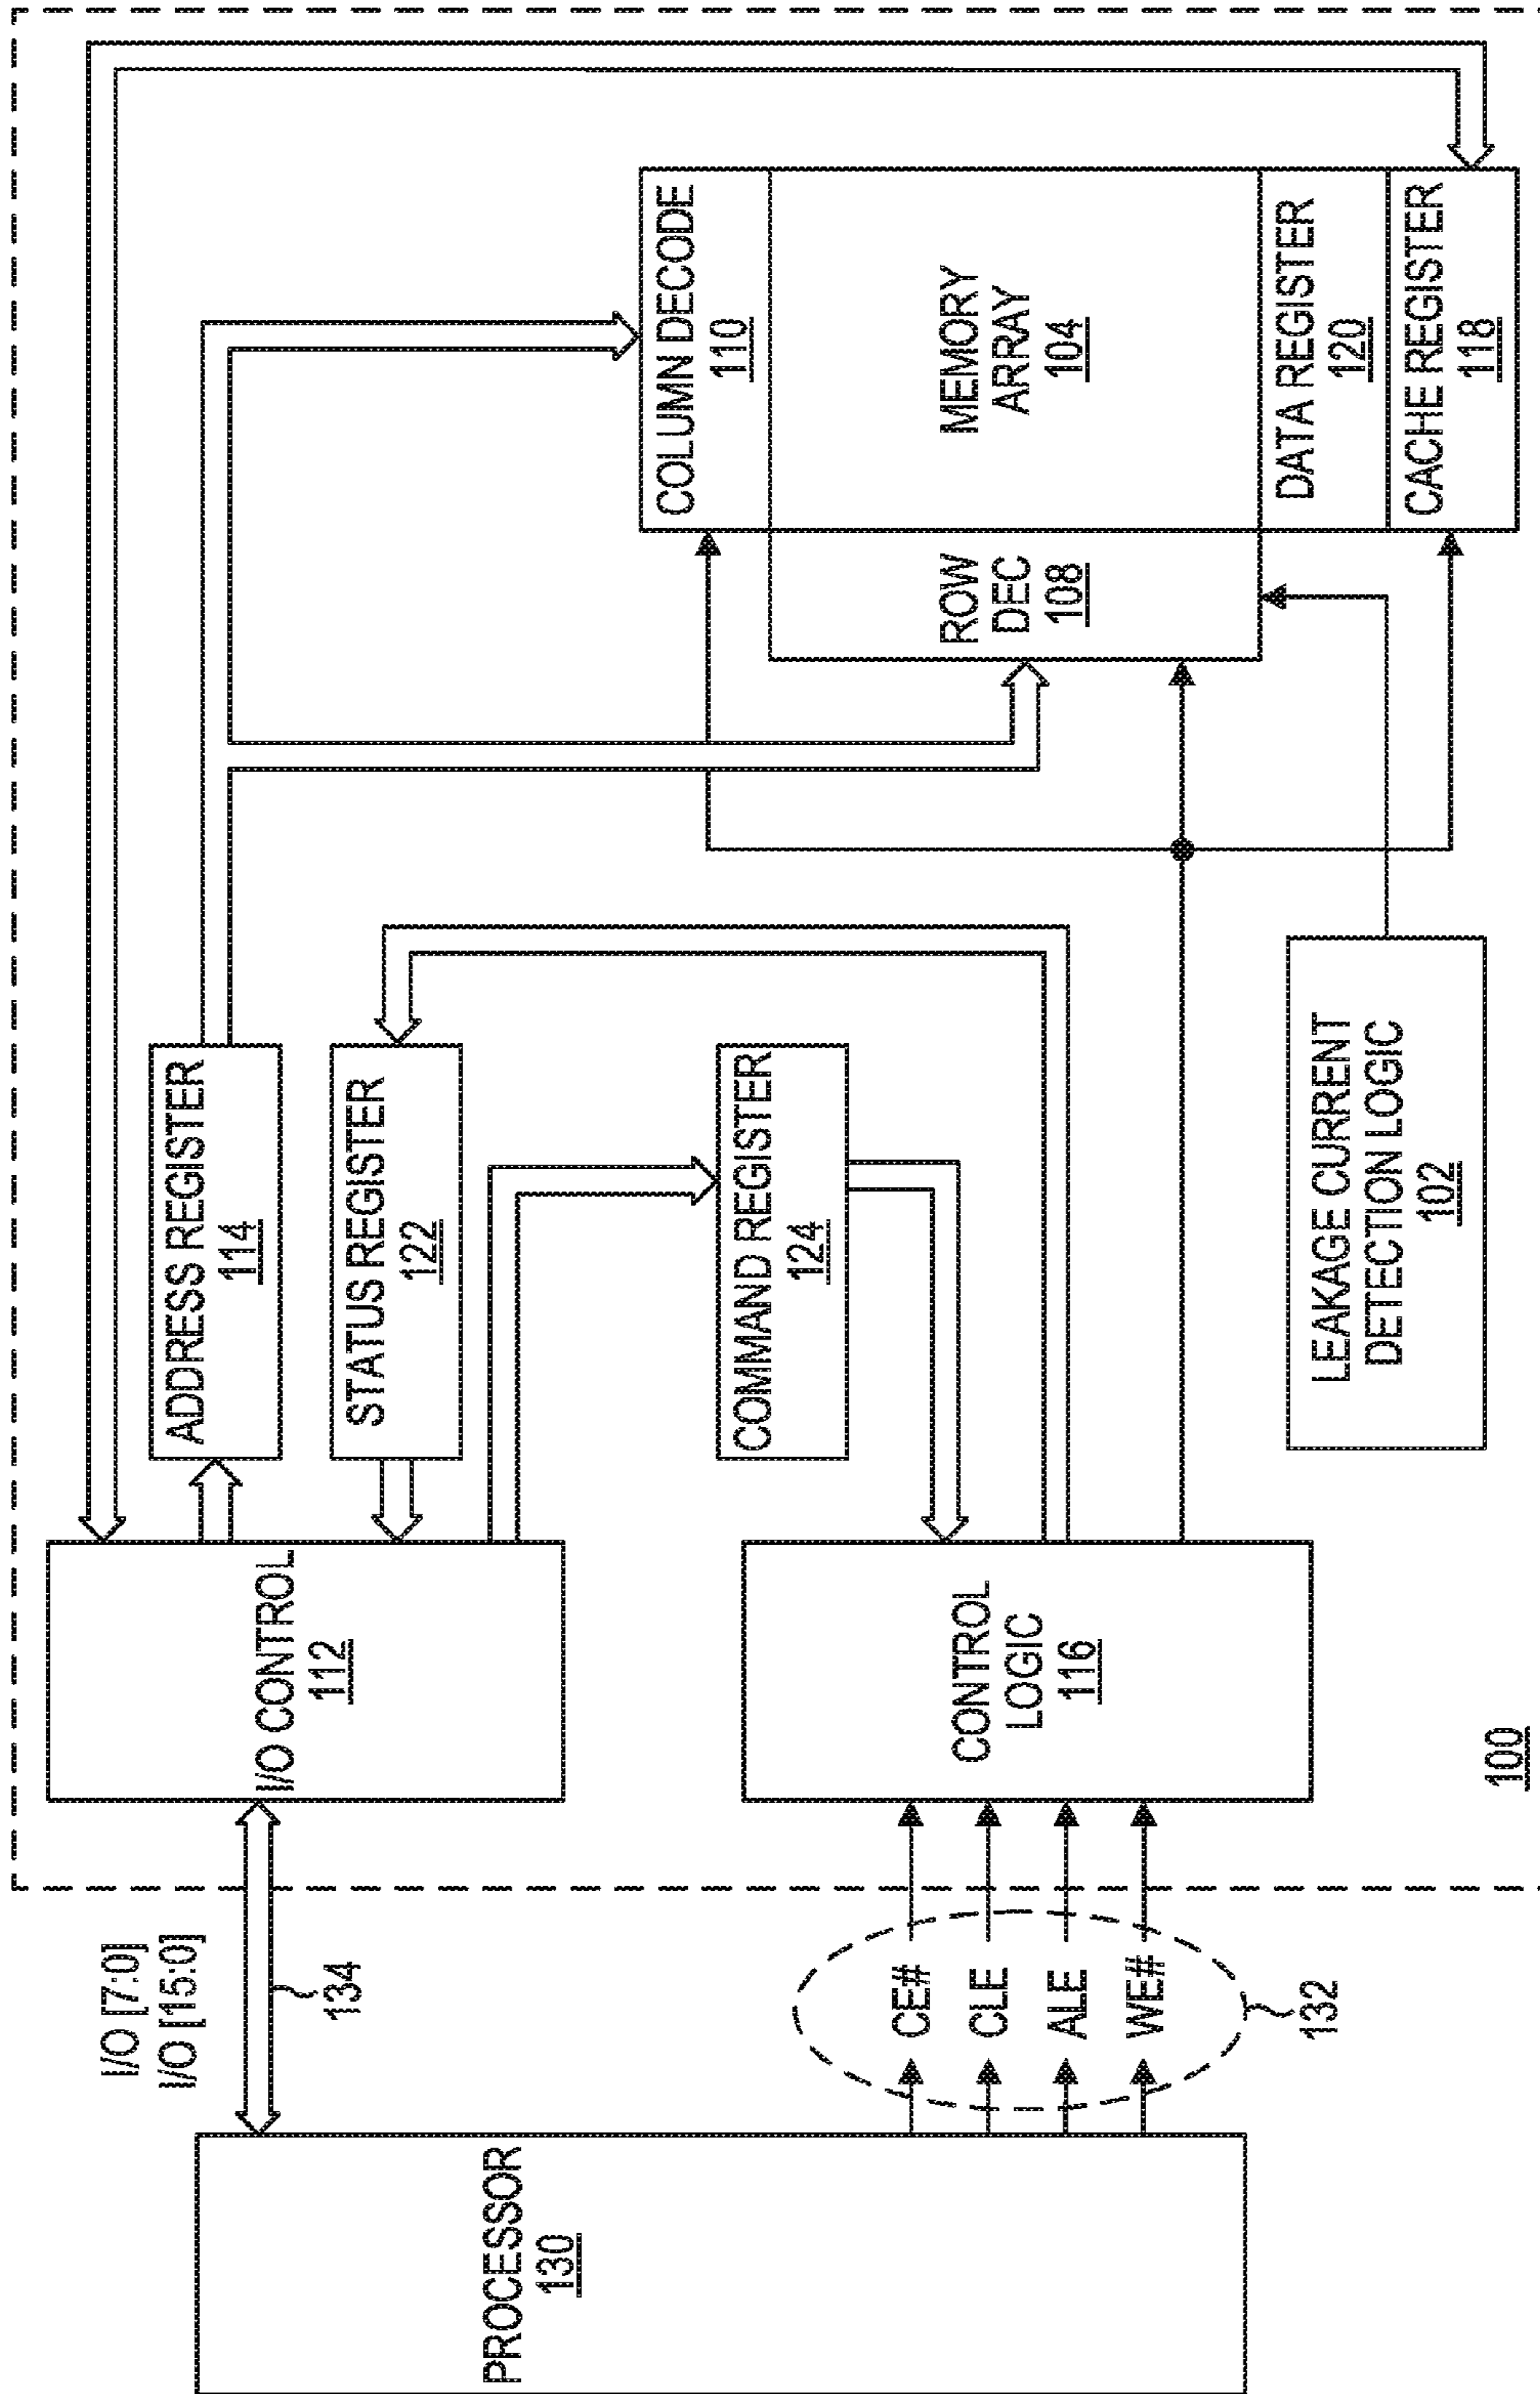 PROCESSOR
130
I/O [7:0]
I/O [15:0]
134
CE#
CLE
ALE
WE#
132
I/O CONTROL
112
CONTROL
LOGIC
116
100
ADDRESS REGISTER
114
STATUS REGISTER
122
COMMAND REGISTER
124
LEAKAGE CURRENT
DETECTION LOGIC
102
COLUMN DECODE
110
ROW
DEC
108
MEMORY
ARRAY
104
DATA REGISTER
120
CACHE REGISTER
118